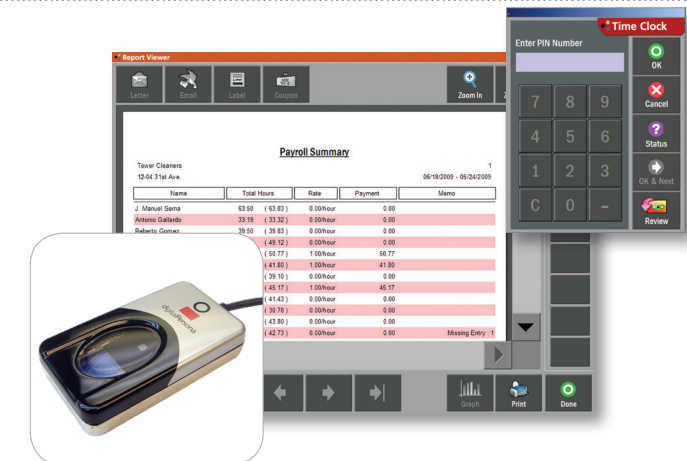 Time Clock
Enter PIN Number
OK
7 8 9
Cancel
4 5 6
Status
1 2 3
OK & Next
C 0 -
Review
Report Viewer
Letter Email Label Coupon Zoom In
Payroll Summary
Tower Cleaners 1
12-04 31st Ave. 06/18/2009 - 06/24/2009
Name Total Hours Rate Payment Memo
J. Manuel Serna 63:50 ( 63.83 ) 0.00/hour 0.00
Antonio Gallardo 33:19 ( 33.32 ) 0.00/hour 0.00
Reberto Gomez 39:50 ( 39.83 ) 0.00/hour 0.00
( 49.12 ) 0.00/hour 0.00
( 50.77 ) 1.00/hour 50.77
( 41.80 ) 1.00/hour 41.80
( 39.10 ) 0.00/hour 0.00
( 45.17 ) 1.00/hour 45.17
( 41.43 ) 0.00/hour 0.00
( 30.78 ) 0.00/hour 0.00
( 43.80 ) 0.00/hour 0.00
( 42.73 ) 0.00/hour 0.00 Missing Entry : 1
digitalPersona
Graph Print Done